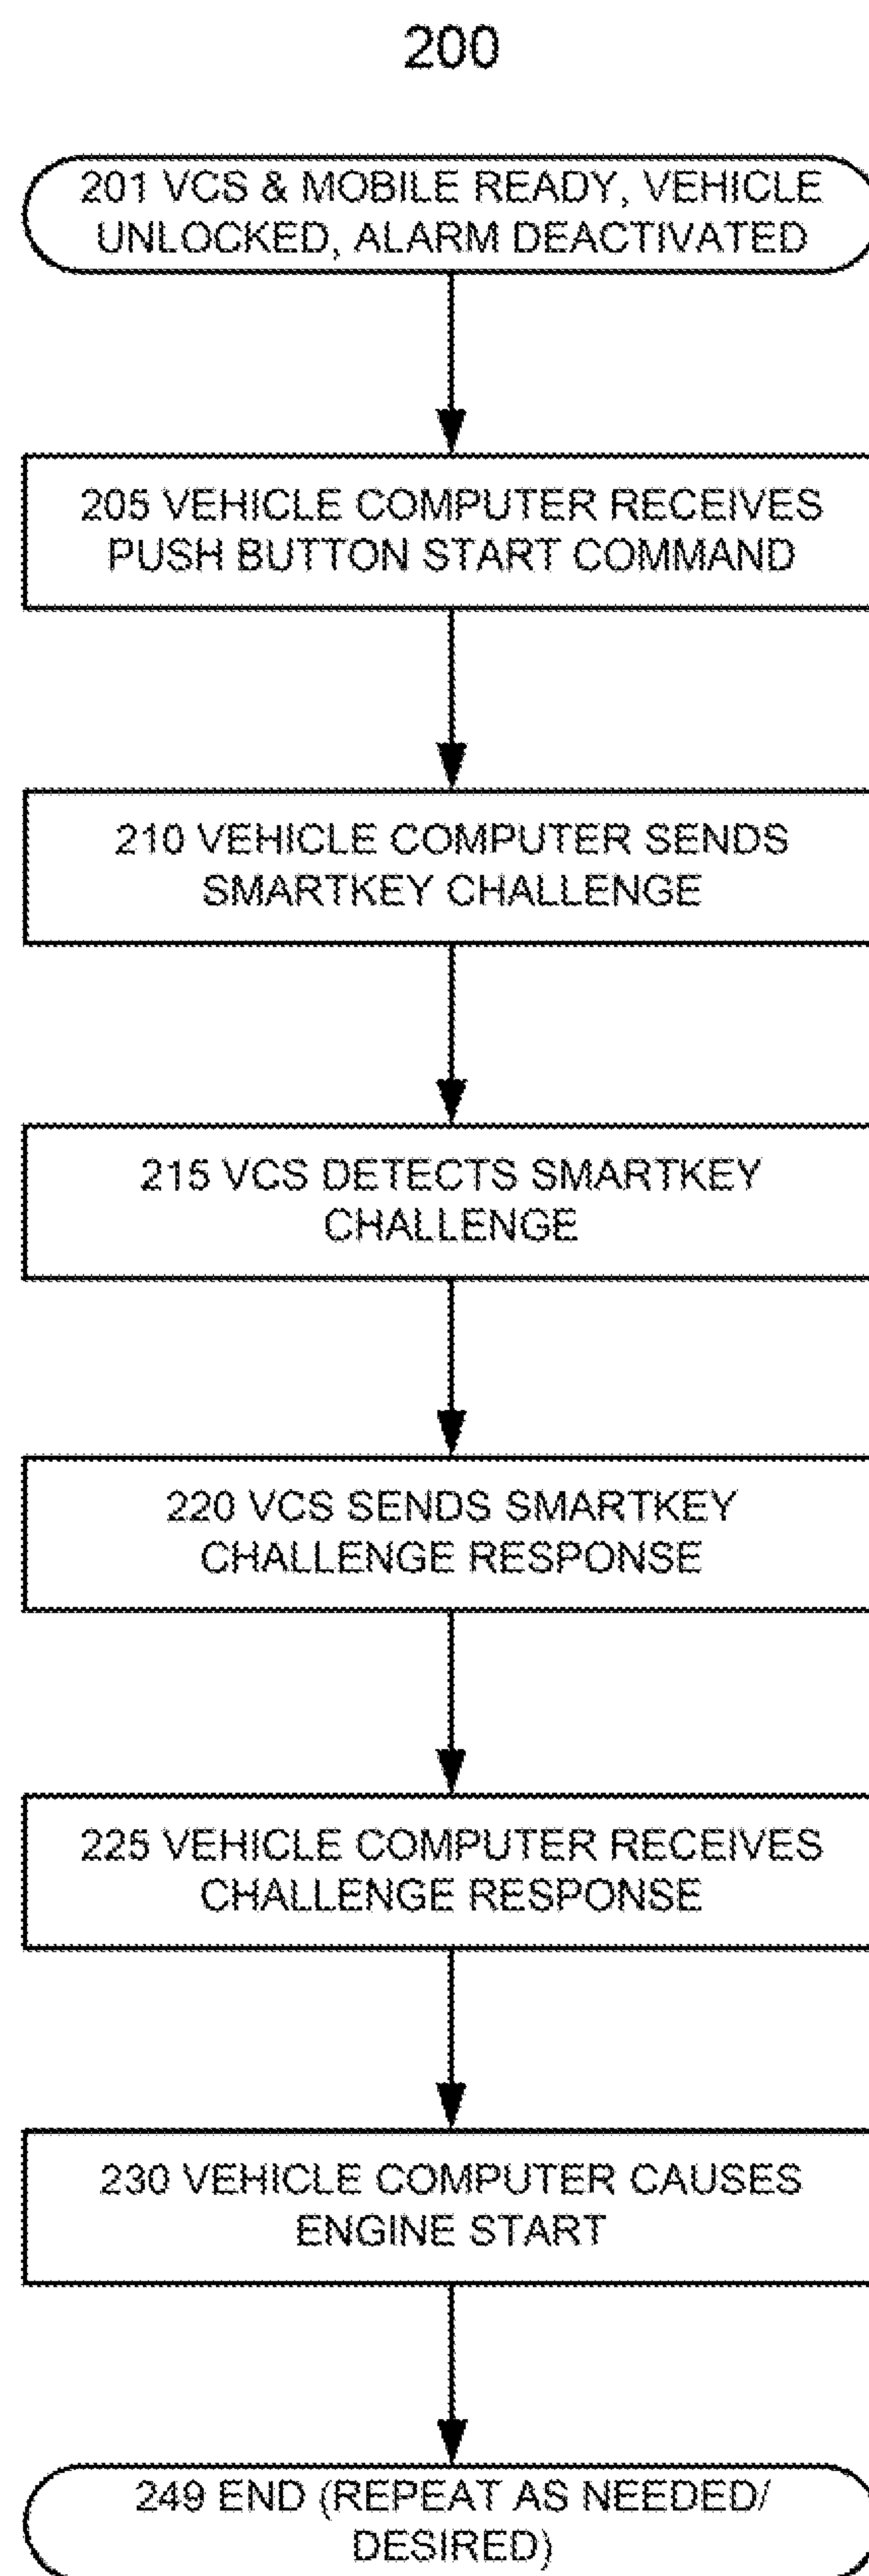 200
201 VCS & MOBILE READY, VEHICLE
UNLOCKED, ALARM DEACTIVATED
205 VEHICLE COMPUTER RECEIVES
PUSH BUTTON START COMMAND
210 VEHICLE COMPUTER SENDS
SMARTKEY CHALLENGE
215 VCS DETECTS SMARTKEY
CHALLENGE
220 VCS SENDS SMARTKEY
CHALLENGE RESPONSE
225 VEHICLE COMPUTER RECEIVES
CHALLENGE RESPONSE
230 VEHICLE COMPUTER CAUSES
ENGINE START
249 END (REPEAT AS NEEDED/
DESIRED)